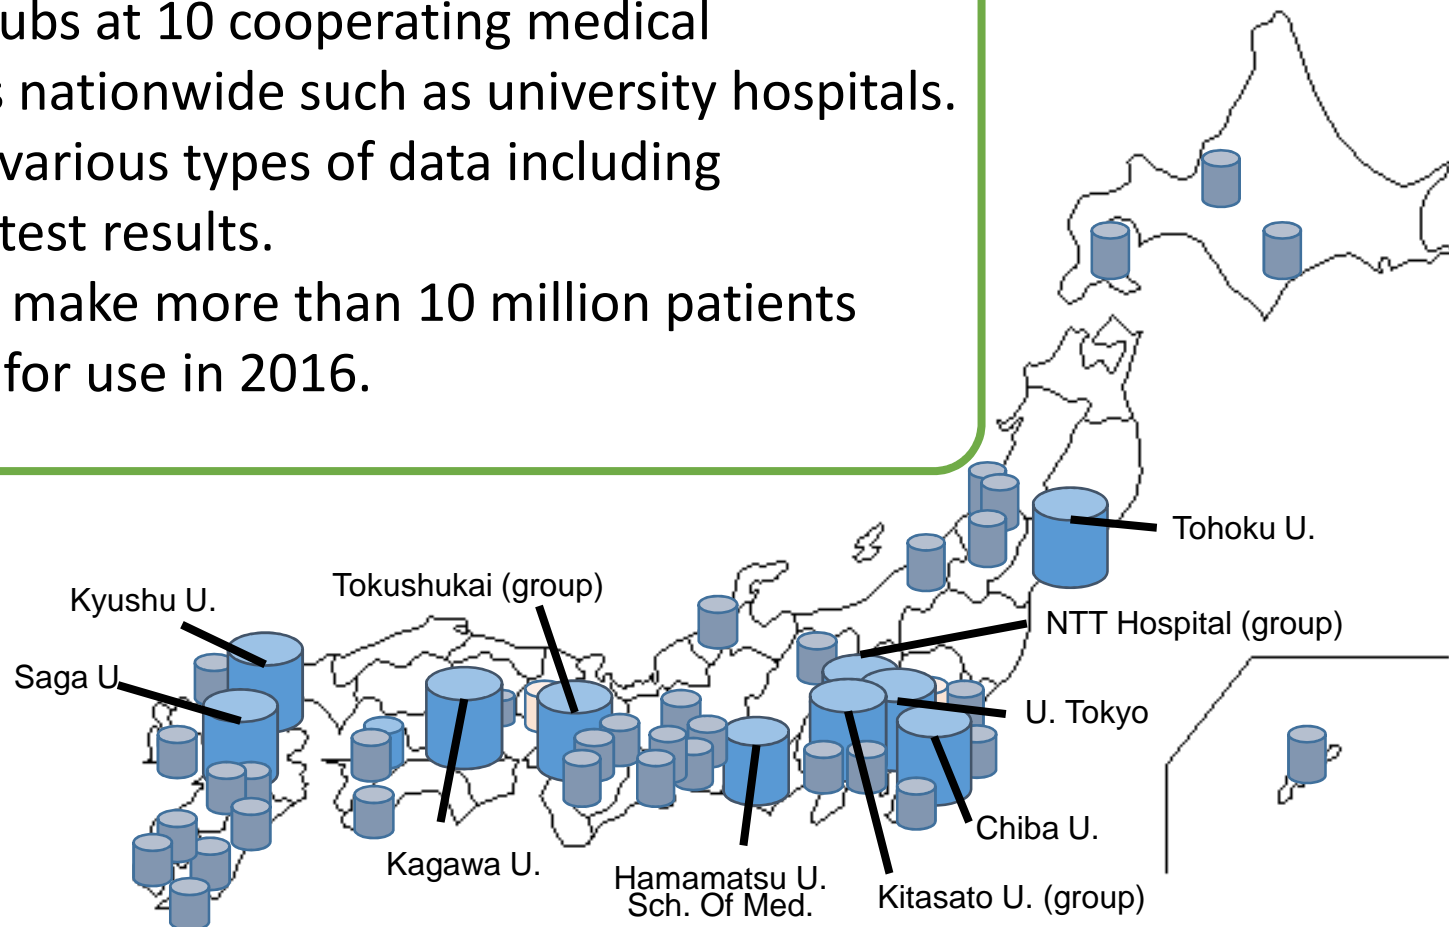 ubs at 10 cooperating medical
s nationwide such as university hospitals.
various types of data including
test results.
make more than 10 million patients
for use in 2016.
Tohoku U.
Tokushukai (group)
Kyushu U.
NTT Hospital (group)
Saga U
U. Tokyo
Chiba U.
Kagawa U.
Hamamatsu U.
Sch. Of Med.
Kitasato U. (group)